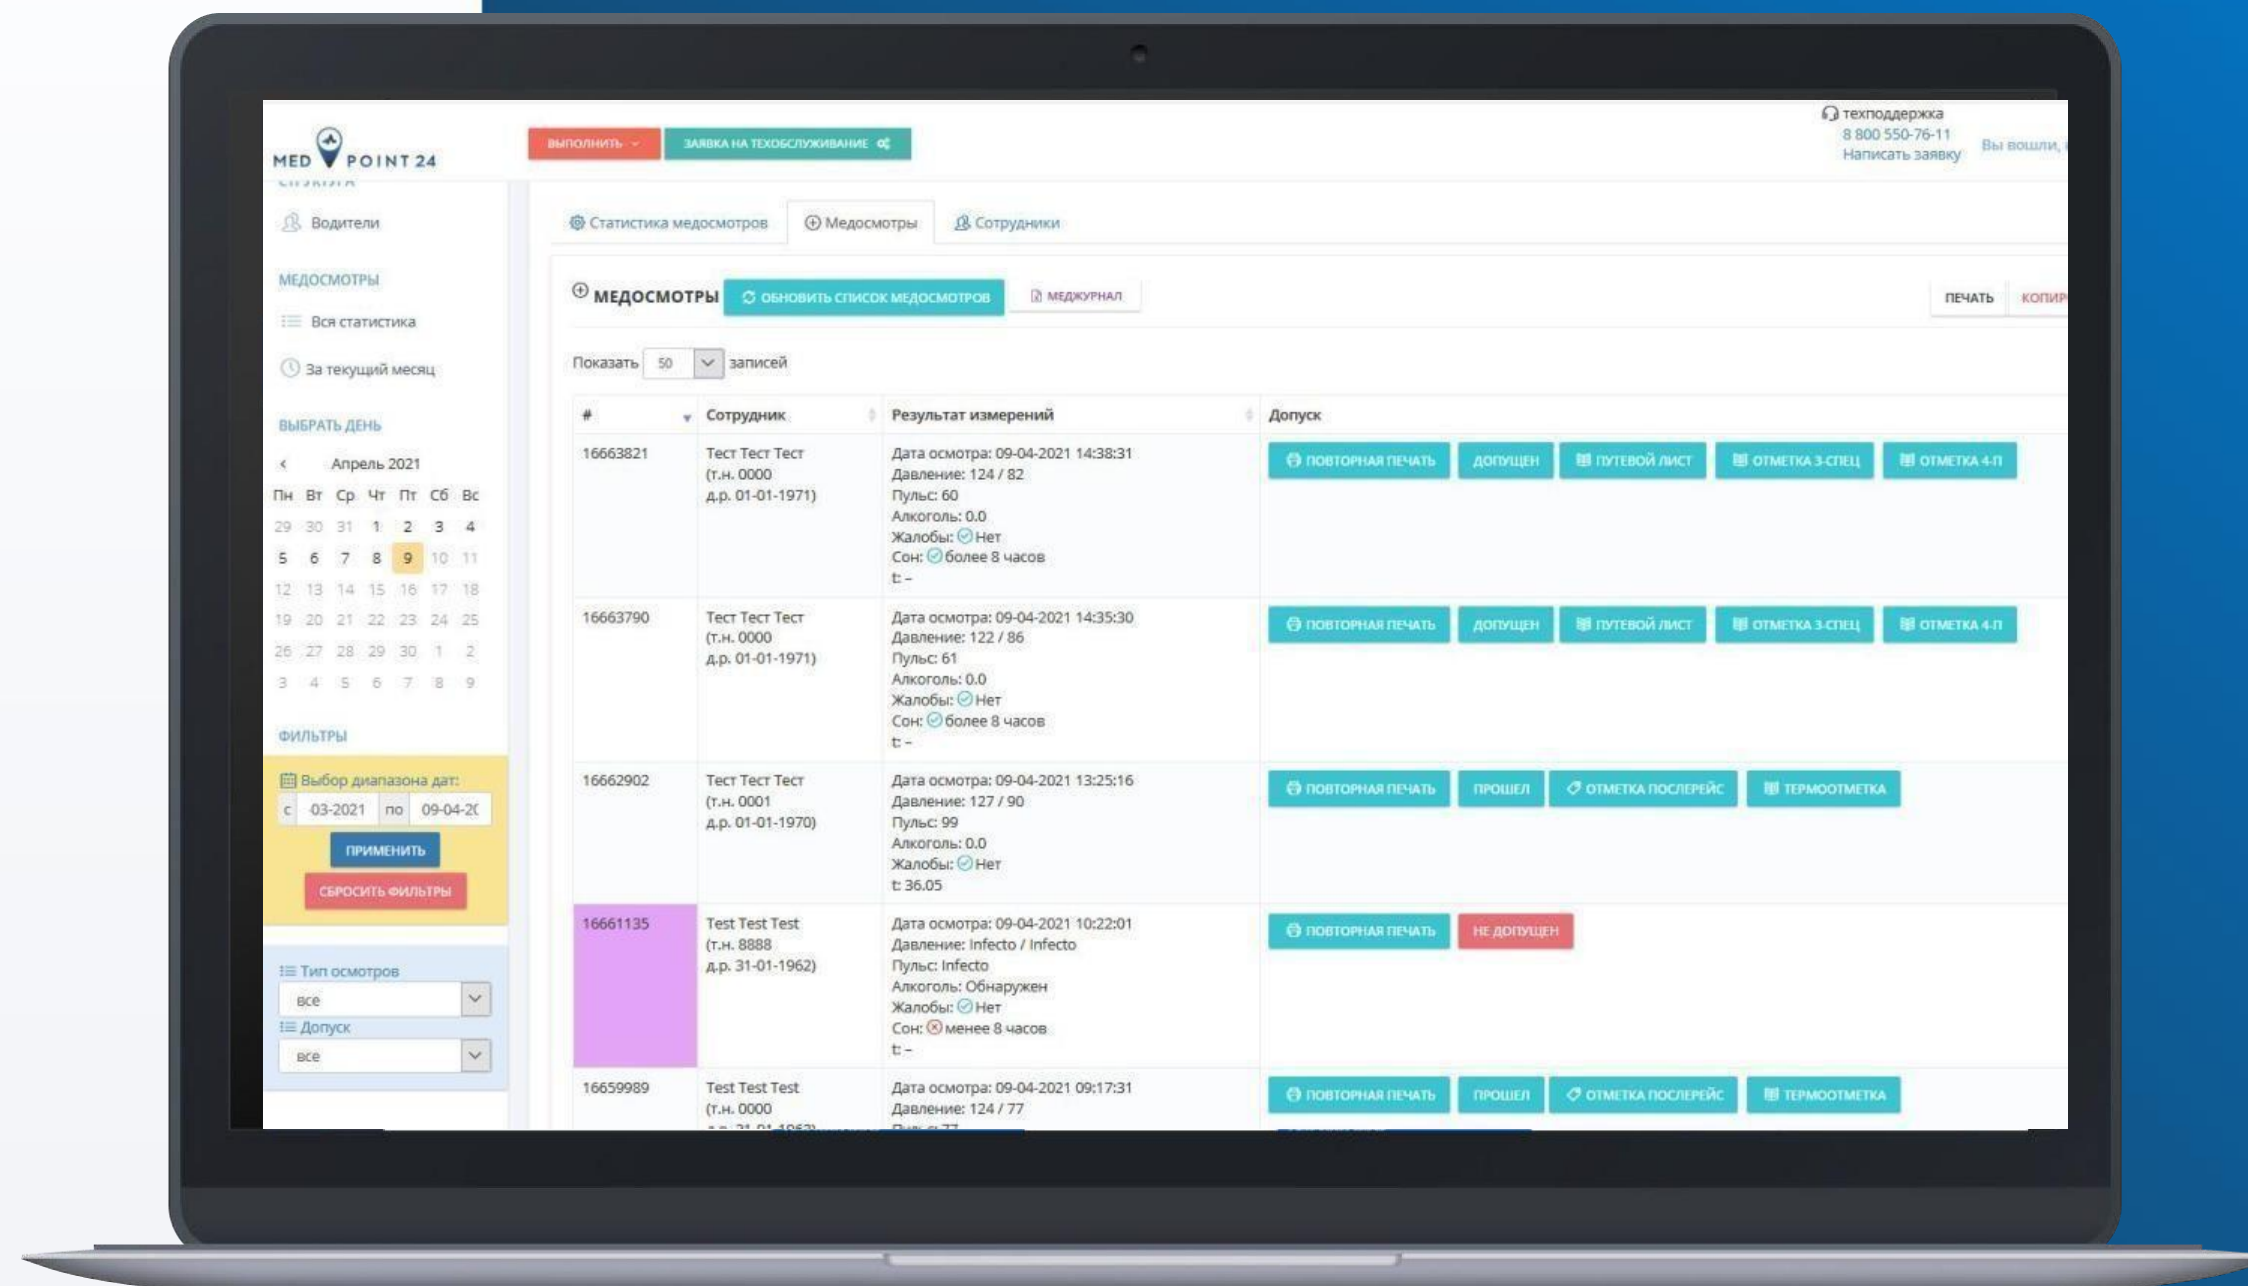 MED POINT 24
ВЫПОЛНИТЬ
ЗАЯВКА НА ТЕХОБСЛУЖИВАНИЕ
техподдержка
8 800 550-76-11
Написать заявку
Вы вошли,
Водители
МЕДОСМОТРЫ
Вся статистика
За текущий месяц
ВЫБРАТЬ ДЕНЬ
‹ Апрель 2021
Пн Вт Ср Чт Пт Сб Вс
29 30 31 1 2 3 4
5 6 7 8 9 10 11
12 13 14 15 16 17 18
19 20 21 22 23 24 25
26 27 28 29 30 1 2
3 4 5 6 7 8 9
ФИЛЬТРЫ
Выбор диапазона дат:
с -03-2021 по 09-04-20
ПРИМЕНИТЬ
СБРОСИТЬ ФИЛЬТРЫ
Тип осмотров
все
Допуск
все
Статистика медосмотров
Медосмотры
Сотрудники
МЕДОСМОТРЫ
ОБНОВИТЬ СПИСОК МЕДОСМОТРОВ
МЕДЖУРНАЛ
ПЕЧАТЬ
КОПИР
Показать 50 записей
# Сотрудник Результат измерений Допуск
16663821
Тест Тест Тест
(т.н. 0000
д.р. 01-01-1971)
Дата осмотра: 09-04-2021 14:38:31
Давление: 124 / 82
Пульс: 60
Алкоголь: 0.0
Жалобы: Нет
Сон: более 8 часов
t: –
ПОВТОРНАЯ ПЕЧАТЬ ДОПУЩЕН ПУТЕВОЙ ЛИСТ ОТМЕТКА 3-СПЕЦ ОТМЕТКА 4-П
16663790
Тест Тест Тест
(т.н. 0000
д.р. 01-01-1971)
Дата осмотра: 09-04-2021 14:35:30
Давление: 122 / 86
Пульс: 61
Алкоголь: 0.0
Жалобы: Нет
Сон: более 8 часов
t: –
ПОВТОРНАЯ ПЕЧАТЬ ДОПУЩЕН ПУТЕВОЙ ЛИСТ ОТМЕТКА 3-СПЕЦ ОТМЕТКА 4-П
16662902
Тест Тест Тест
(т.н. 0001
д.р. 01-01-1970)
Дата осмотра: 09-04-2021 13:25:16
Давление: 127 / 90
Пульс: 99
Алкоголь: 0.0
Жалобы: Нет
t: 36.05
ПОВТОРНАЯ ПЕЧАТЬ ПРОШЕЛ ОТМЕТКА ПОСЛЕРЕЙС ТЕРМООТМЕТКА
16661135
Test Test Test
(т.н. 8888
д.р. 31-01-1962)
Дата осмотра: 09-04-2021 10:22:01
Давление: Infecto / Infecto
Пульс: Infecto
Алкоголь: Обнаружен
Жалобы: Нет
Сон: менее 8 часов
t: –
ПОВТОРНАЯ ПЕЧАТЬ НЕ ДОПУЩЕН
16659989
Test Test Test
(т.н. 0000
Дата осмотра: 09-04-2021 09:17:31
Давление: 124 / 77
ПОВТОРНАЯ ПЕЧАТЬ ПРОШЕЛ ОТМЕТКА ПОСЛЕРЕЙС ТЕРМООТМЕТКА